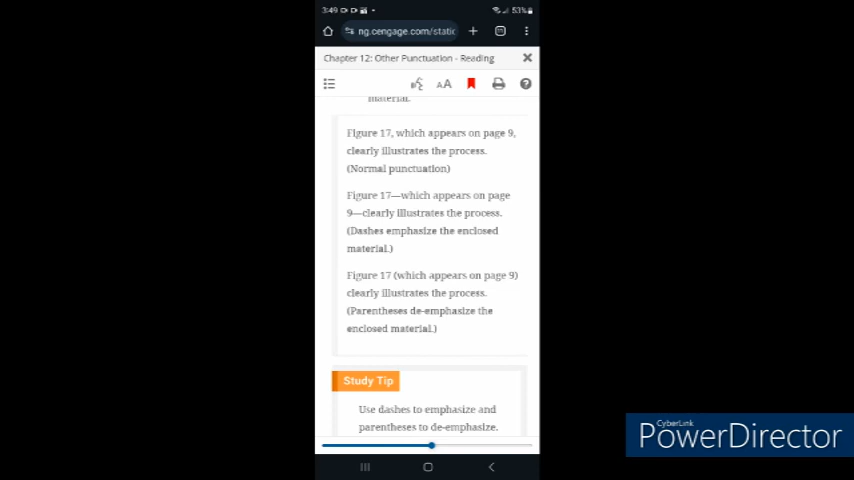 3:49 53%
ng.cengage.com/static
Chapter 12: Other Punctuation - Reading
AA
material.
Figure 17, which appears on page 9,
clearly illustrates the process.
(Normal punctuation)
Figure 17—which appears on page
9—clearly illustrates the process.
(Dashes emphasize the enclosed
material.)
Figure 17 (which appears on page 9)
clearly illustrates the process.
(Parentheses de-emphasize the
enclosed material.)
Study Tip
Use dashes to emphasize and
parentheses to de-emphasize.
CyberLink
PowerDirector